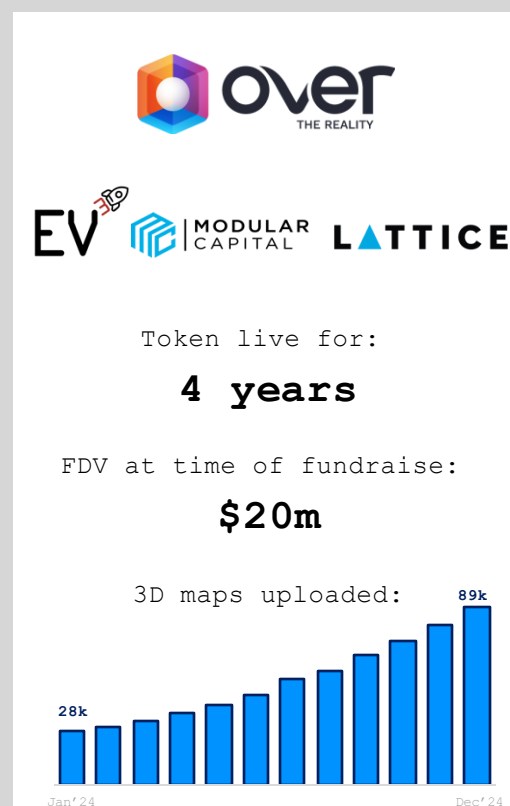 over
THE REALITY
EV³
MODULAR
CAPITAL
LATTICE
Token live for:
4 years
FDV at time of fundraise:
$20m
3D maps uploaded:
89k
28k
Jan'24
Dec'24